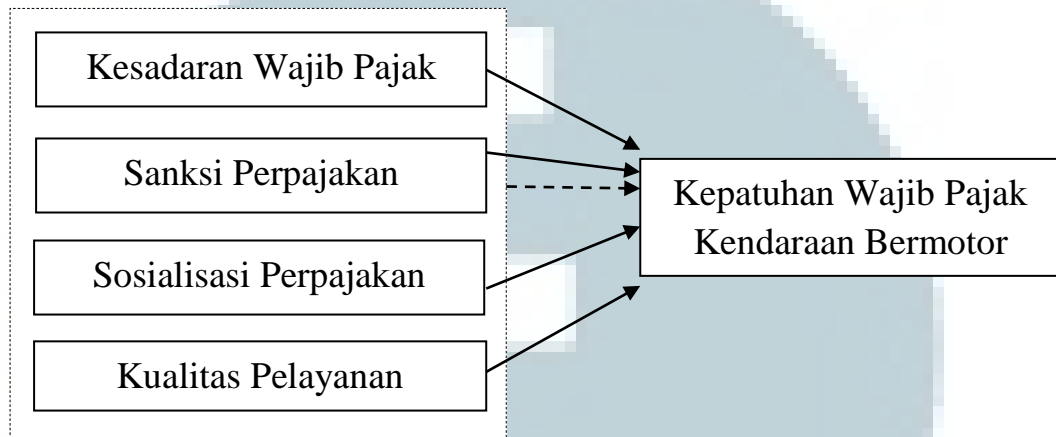 Kesadaran Wajib Pajak
Sanksi Perpajakan
Sosialisasi Perpajakan
Kualitas Pelayanan
Kepatuhan Wajib Pajak
Kendaraan Bermotor